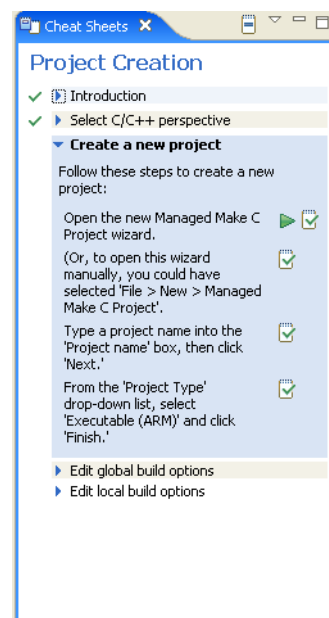 Cheat Sheets
Project Creation
Introduction
Select C/C++ perspective
Create a new project
Follow these steps to create a new
project:
Open the new Managed Make C
Project wizard.
(Or, to open this wizard
manually, you could have
selected 'File > New > Managed
Make C Project'.
Type a project name into the
'Project name' box, then click
'Next.'
From the 'Project Type'
drop-down list, select
'Executable (ARM)' and click
'Finish.'
Edit global build options
Edit local build options